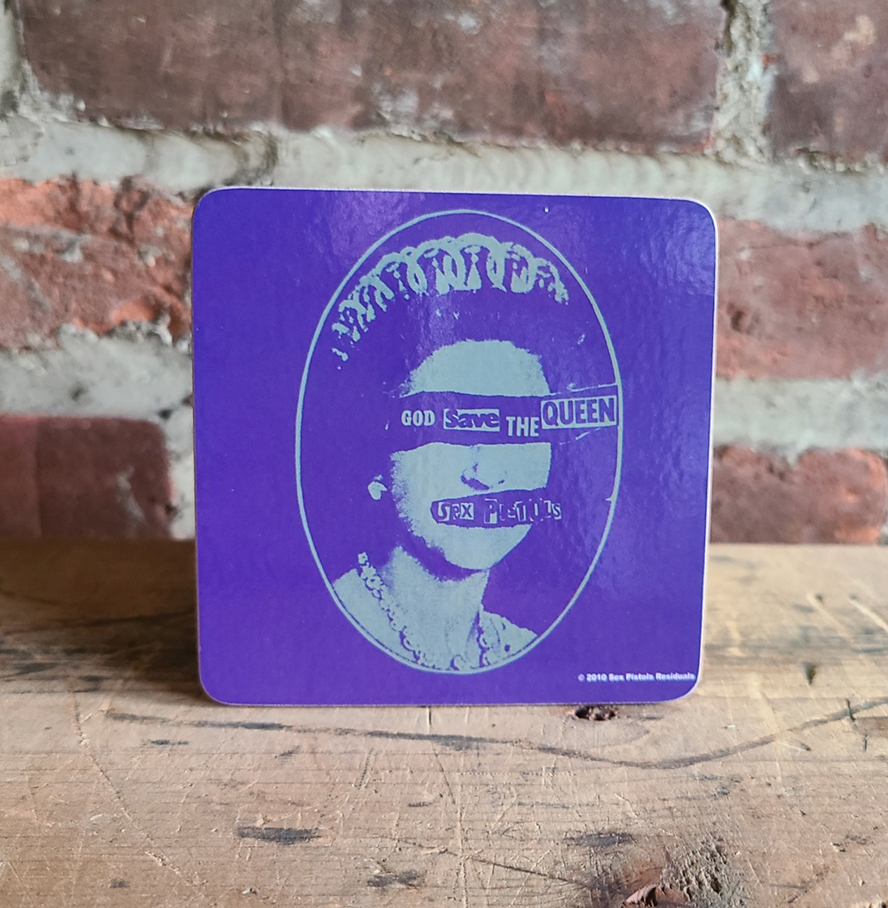 GOD Save THE QUEEN
SEX PISTOLS
© 2010 Sex Pistols Residuals